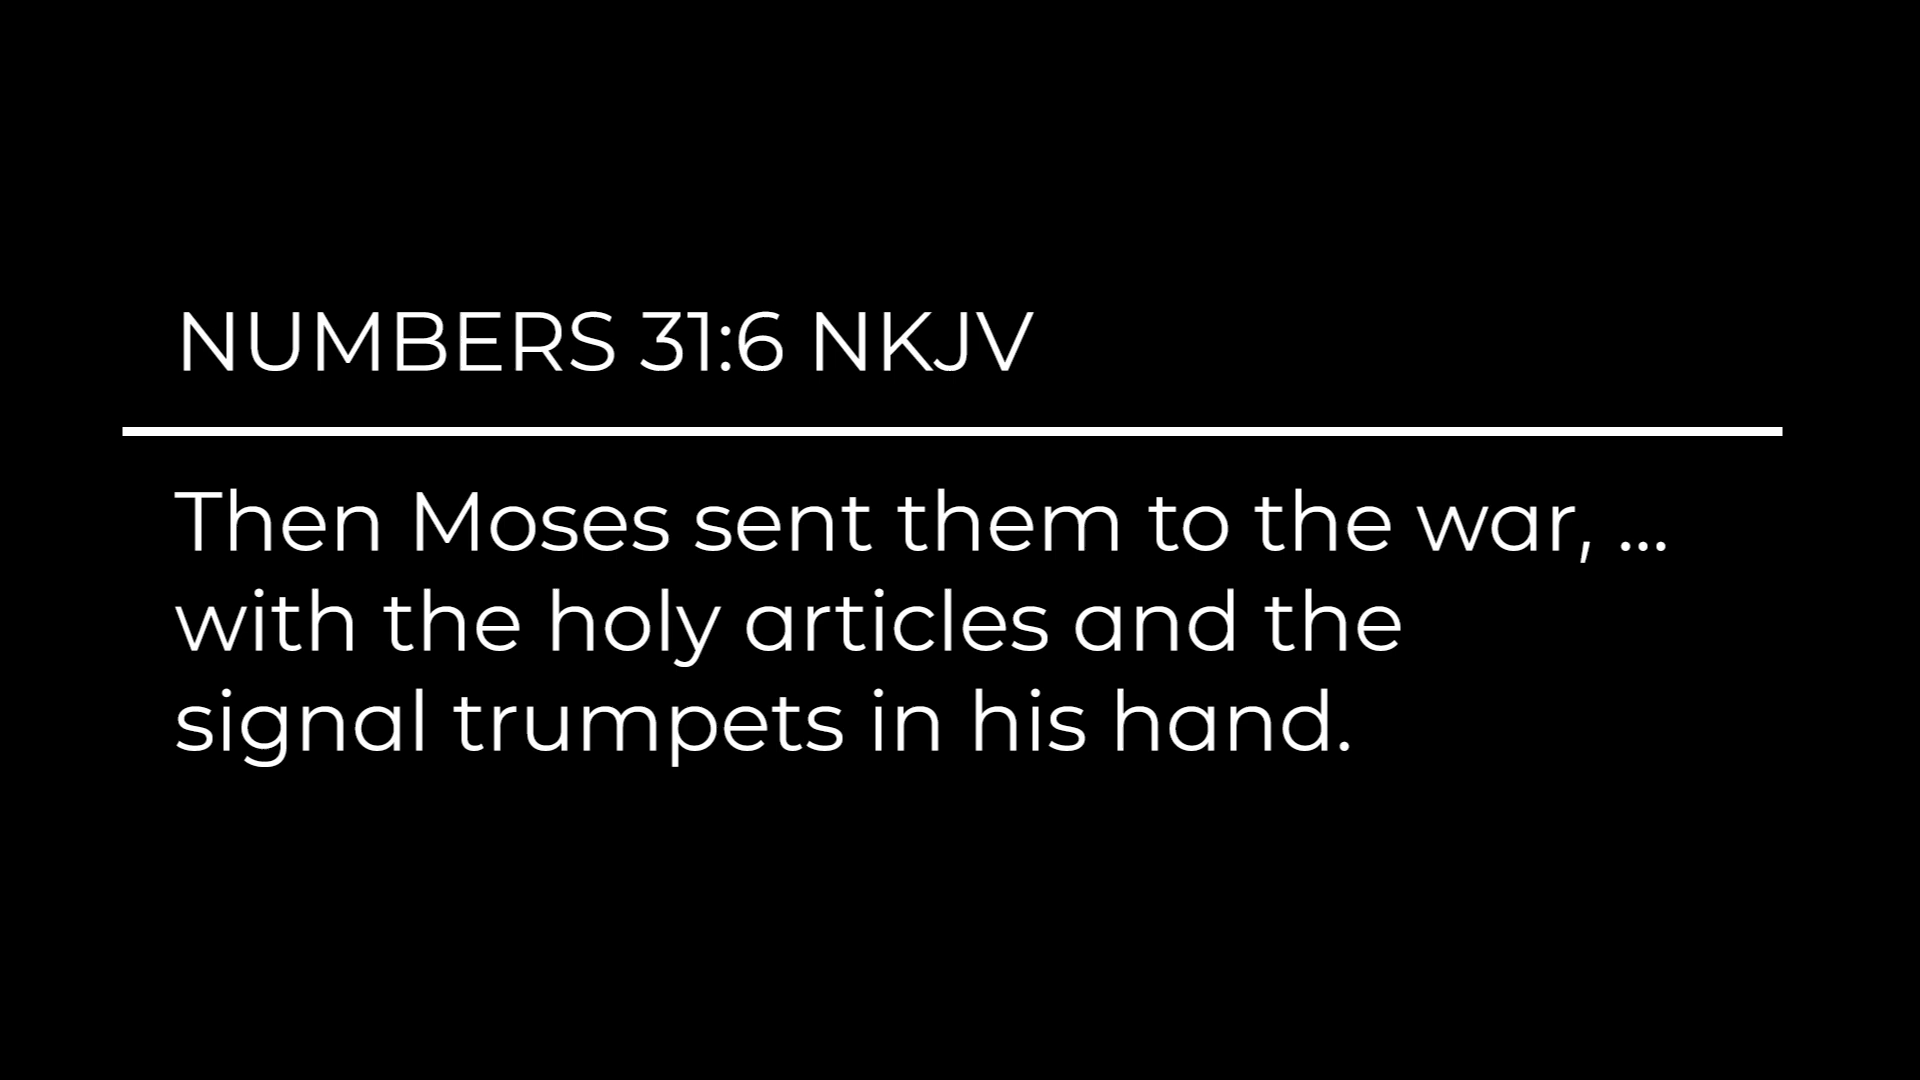 NUMBERS 31:6 NKJV
Then Moses sent them to the war, ...
with the holy articles and the
signal trumpets in his hand.